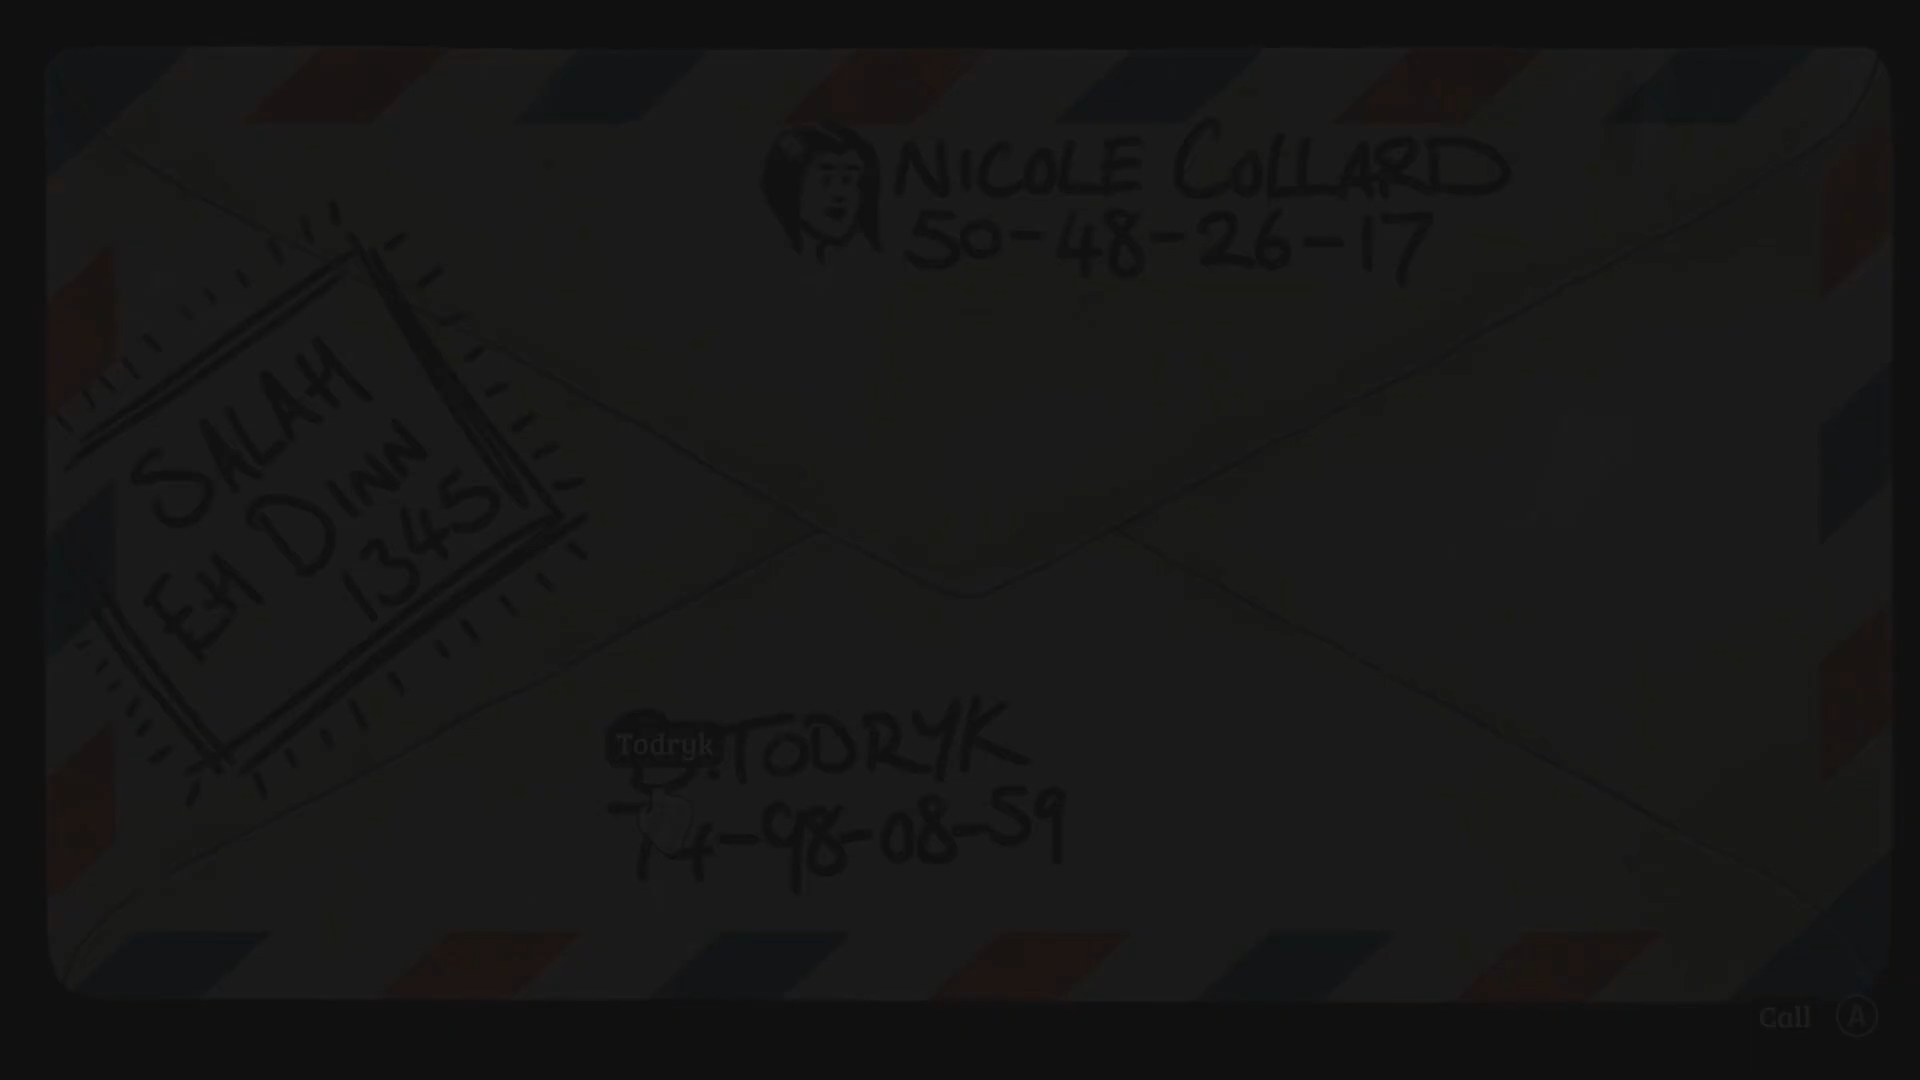 NICOLE COLLARD
50-48-26-17
SALAH
EH DINN
1345
Todryk
TODRYK
74-98-08-59
Call A